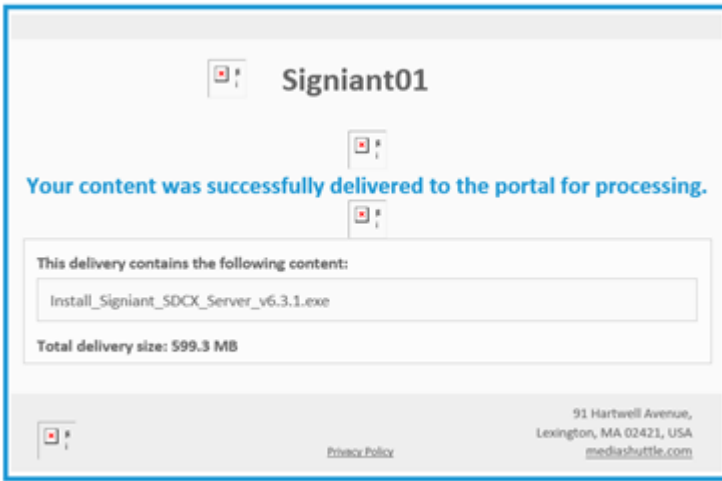 Signiant01
Your content was successfully delivered to the portal for processing.
This delivery contains the following content:
Install_Signiant_SDCX_Server_v6.3.1.exe
Total delivery size: 599.3 MB
91 Hartwell Avenue,
Lexington, MA 02421, USA
Privacy Policy
mediashuttle.com